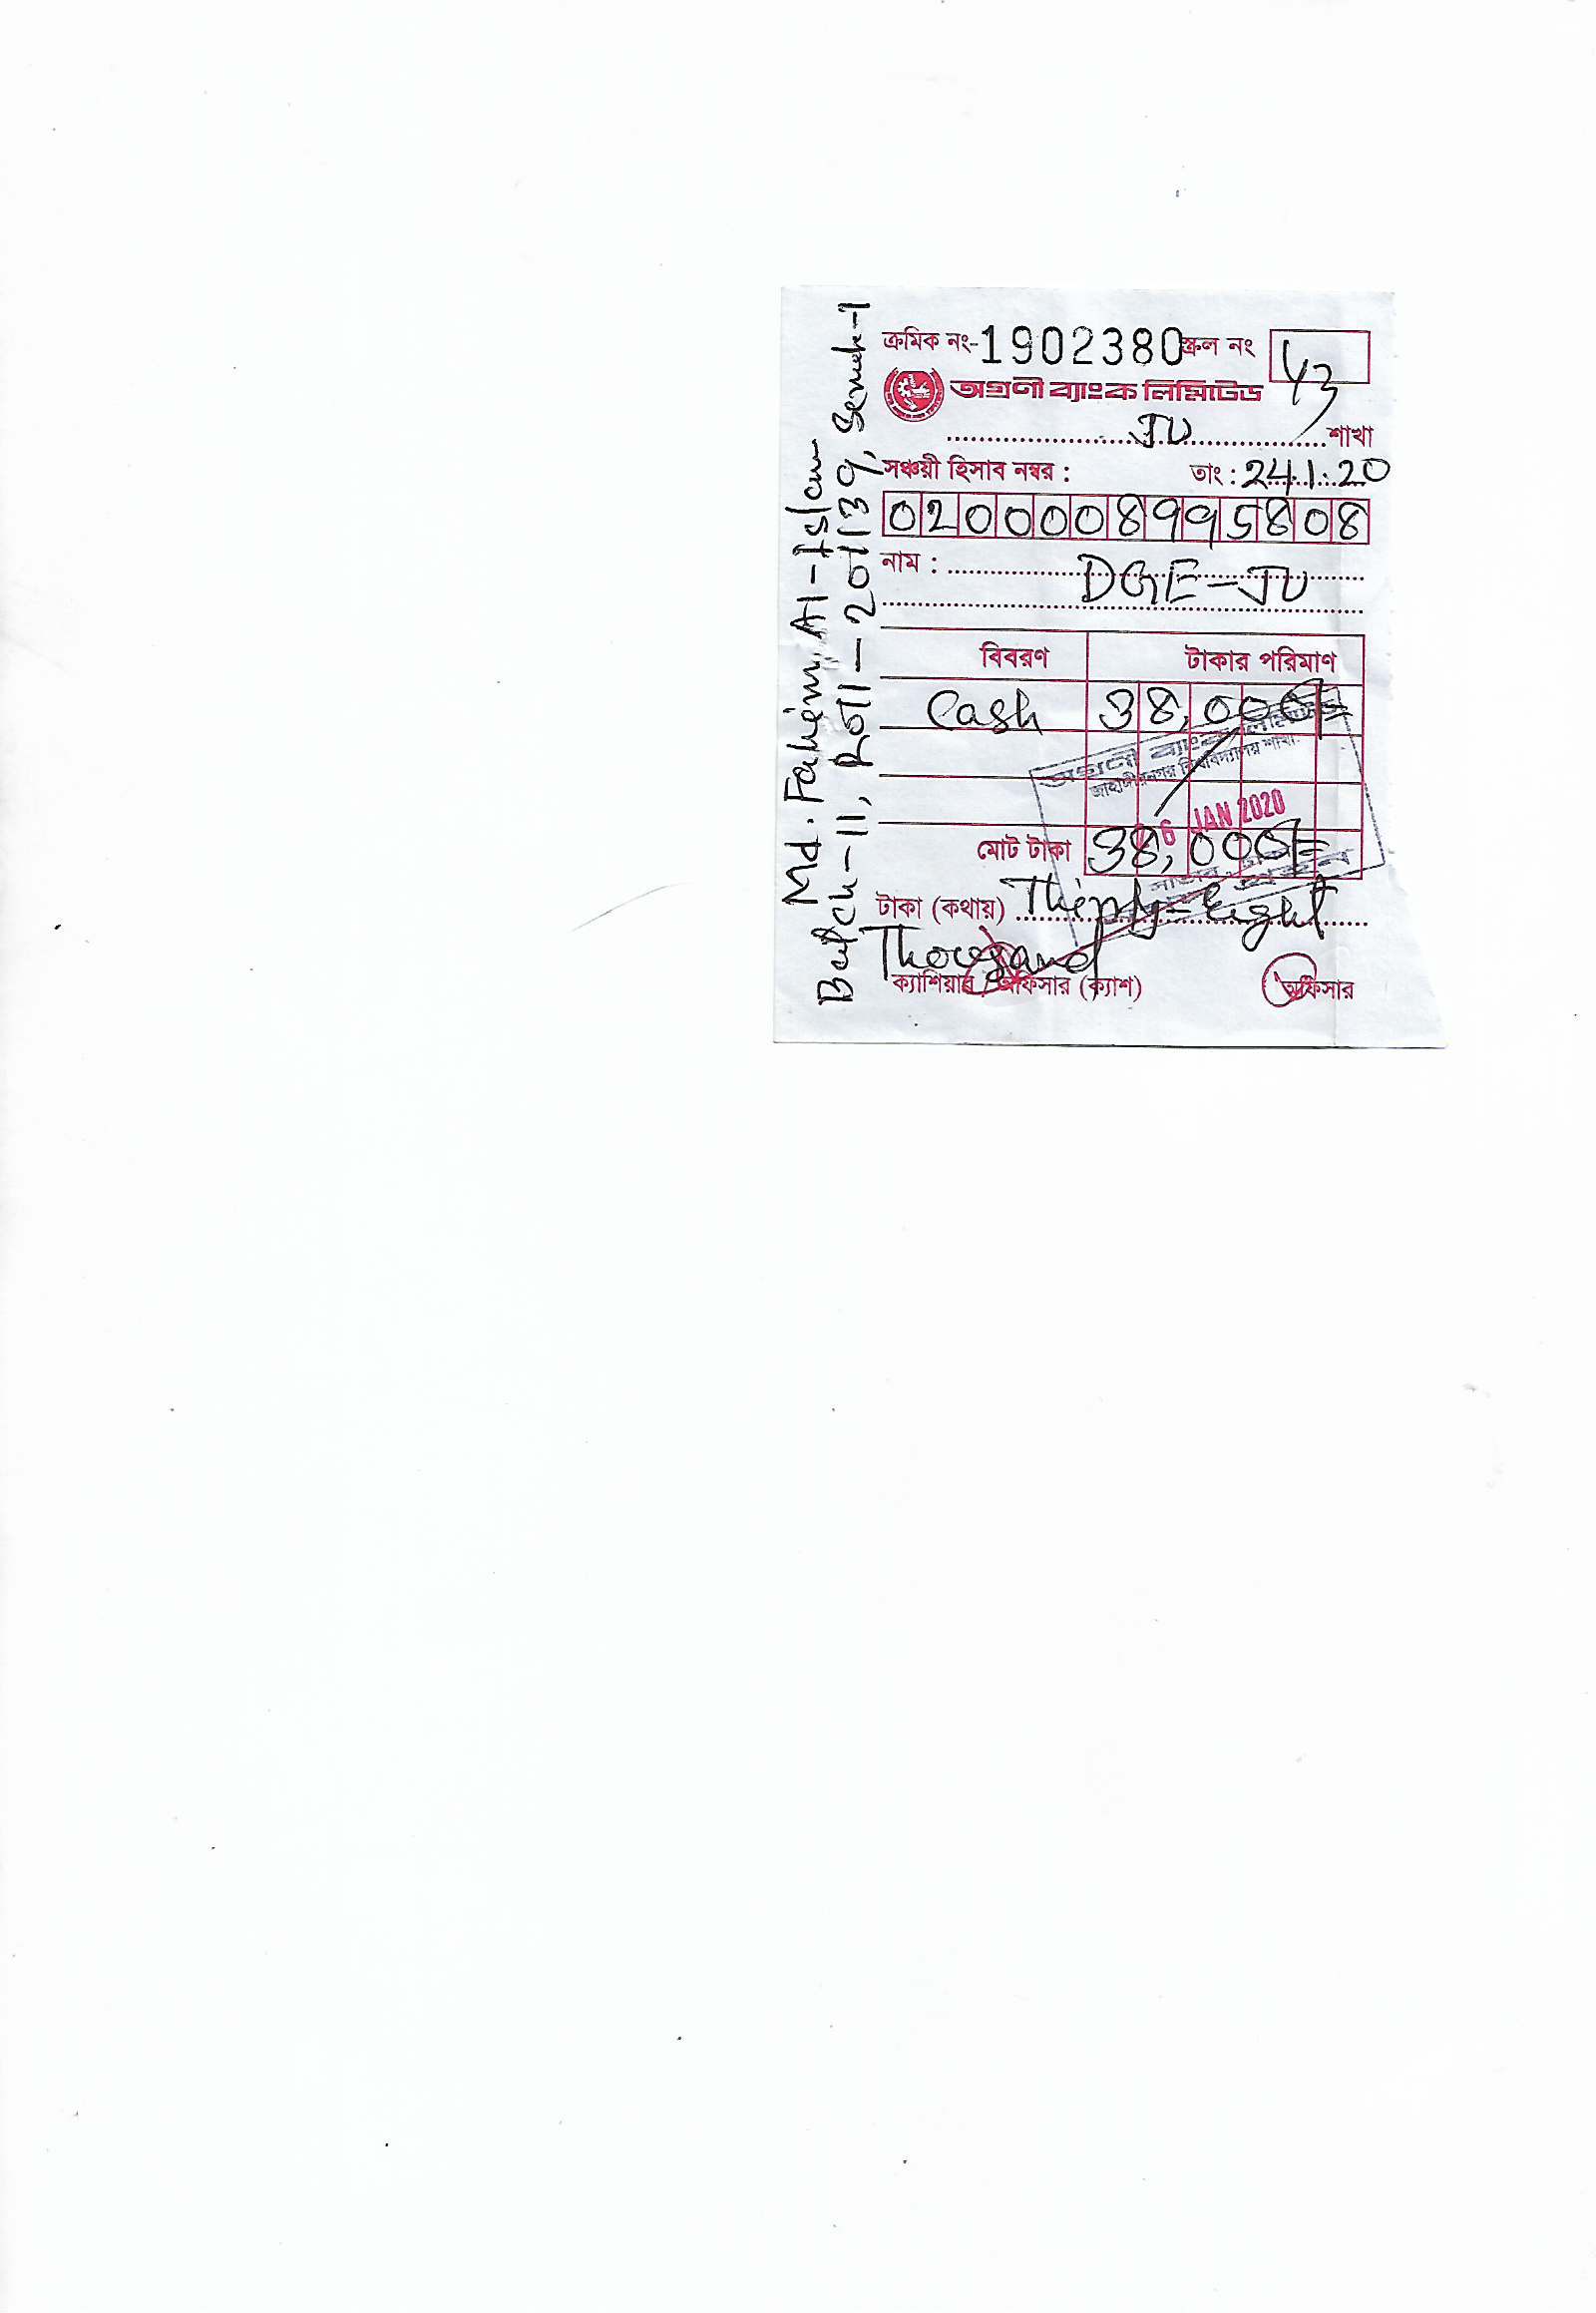 ক্রমিক নং- 1902380 স্ক্রল নং 43
অগ্রণী ব্যাংক লিমিটেড
JU শাখা
সঞ্চয়ী হিসাব নম্বর : তাং : 24.1.20
0200008995808
নাম : DGE-JU
বিবরণ টাকার পরিমাণ
Cash 38,000/=
অগ্রণী ব্যাংক লিমিটেড
জাহাঙ্গীরনগর বিশ্ববিদ্যালয় শাখা
26 JAN 2020
মোট টাকা 38,000/=
টাকা (কথায়) Thirty-Eight
Thousand
ক্যাশিয়ার / অফিসার (ক্যাশ) অফিসার
Md. Fahim Al-Islam
Batch-11, Roll-201139, Semeh-1